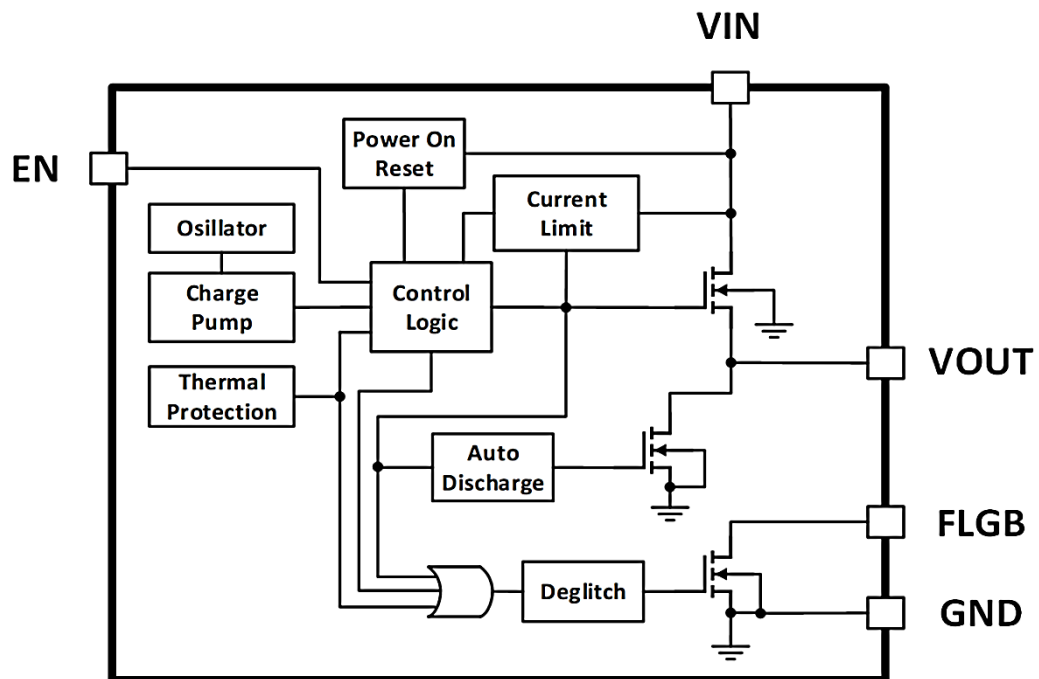 VIN
EN
Power On
Reset
Current
Limit
Osillator
Charge
Pump
Control
Logic
Thermal
Protection
VOUT
Auto
Discharge
FLGB
Deglitch
GND